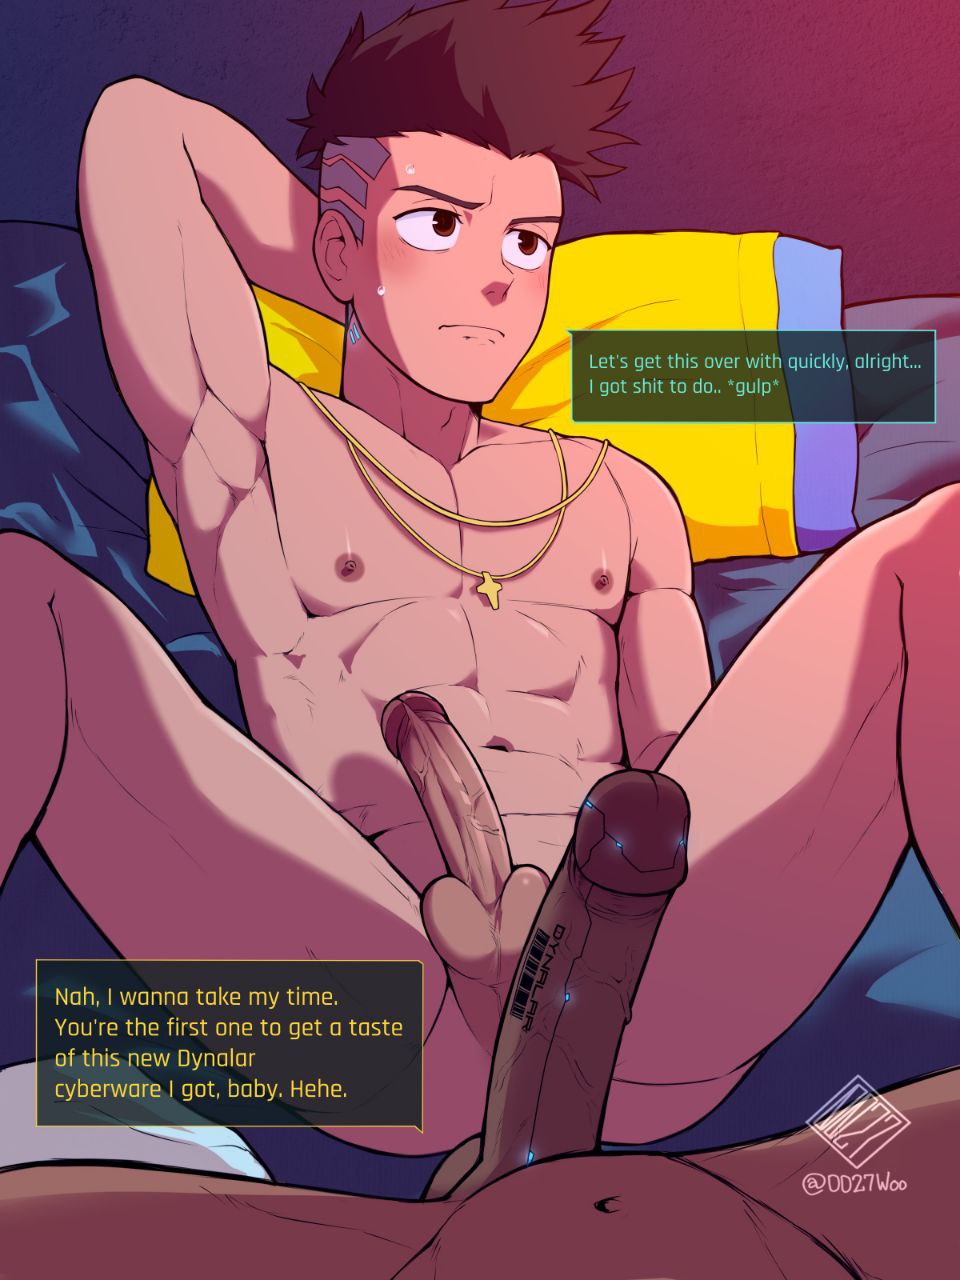 Let's get this over with quickly, alright...
I got shit to do.. *gulp*
Nah, I wanna take my time.
You're the first one to get a taste
of this new Dynalar
cyberware I got, baby. Hehe.
DYNALAR
@DD27Woo